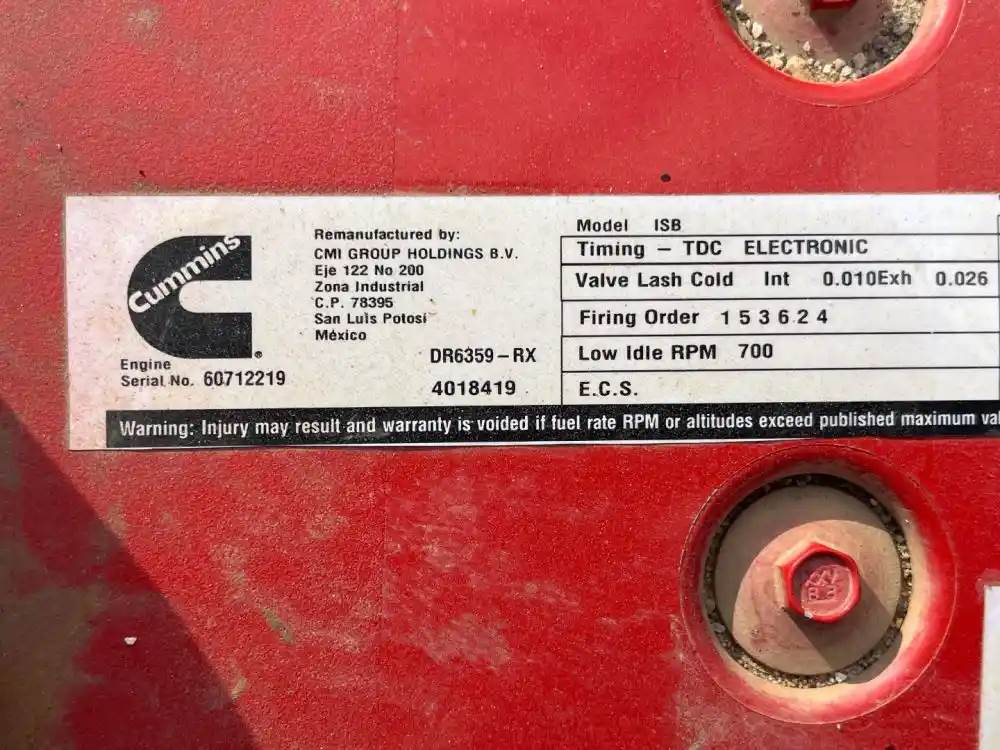 Cummins
®
Engine
Serial No. 60712219
Remanufactured by:
CMI GROUP HOLDINGS B.V.
Eje 122 No 200
Zona Industrial
C.P. 78395
San Luis Potosí
México
DR6359-RX
4018419
Model ISB
Timing - TDC ELECTRONIC
Valve Lash Cold Int 0.010Exh 0.026
Firing Order 1 5 3 6 2 4
Low Idle RPM 700
E.C.S.
Warning: Injury may result and warranty is voided if fuel rate RPM or altitudes exceed published maximum va